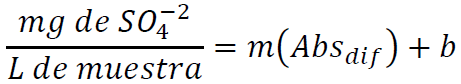 mg de SO₄⁻² / L de muestra = m(Abs_dif) + b